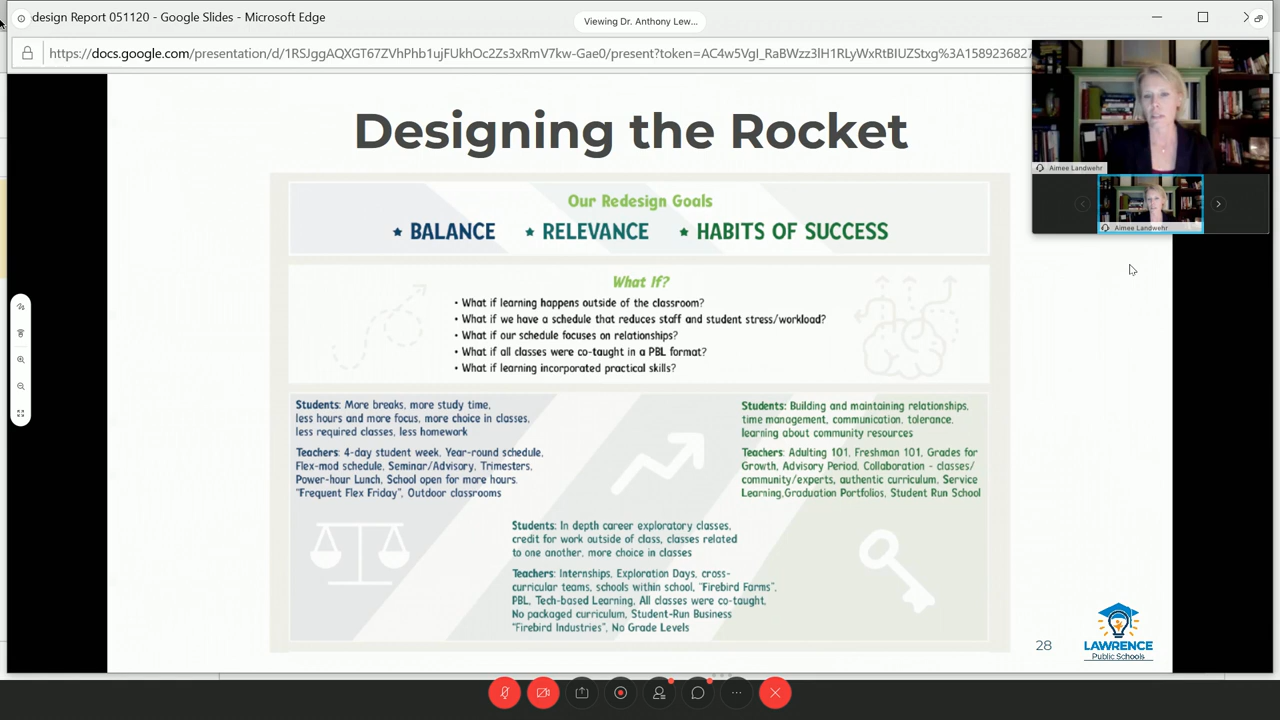 design Report 051120 - Google Slides - Microsoft Edge
Viewing Dr. Anthony Lew...
https://docs.google.com/presentation/d/1RSJggAQXGT67ZVhPhb1ujFUkhOc2Zs3xRmV7kw-Gae0/present?token=AC4w5VgI_RaBWzz3lH1RLyWxRtBIUZStxg%3A1589236827
Designing the Rocket
Aimee Landwehr
Aimee Landwehr
Our Redesign Goals
★ BALANCE ★ RELEVANCE ★ HABITS OF SUCCESS
What If?
• What if learning happens outside of the classroom?
• What if we have a schedule that reduces staff and student stress/workload?
• What if our schedule focuses on relationships?
• What if all classes were co-taught in a PBL format?
• What if learning incorporated practical skills?
Students: More breaks, more study time,
less hours and more focus, more choice in classes,
less required classes, less homework
Teachers: 4-day student week, Year-round schedule,
Flex-mod schedule, Seminar/Advisory, Trimesters,
Power-hour Lunch, School open for more hours.
"Frequent Flex Friday", Outdoor classrooms
Students: Building and maintaining relationships,
time management, communication, tolerance,
learning about community resources
Teachers: Adulting 101, Freshman 101, Grades for
Growth, Advisory Period, Collaboration - classes/
community/experts, authentic curriculum, Service
Learning,Graduation Portfolios, Student Run School
Students: In depth career exploratory classes,
credit for work outside of class, classes related
to one another, more choice in classes
Teachers: Internships, Exploration Days, cross-
curricular teams, schools within school, "Firebird Farms",
PBL, Tech-based Learning, All classes were co-taught,
No packaged curriculum, Student-Run Business
"Firebird Industries", No Grade Levels
28
LAWRENCE
Public Schools